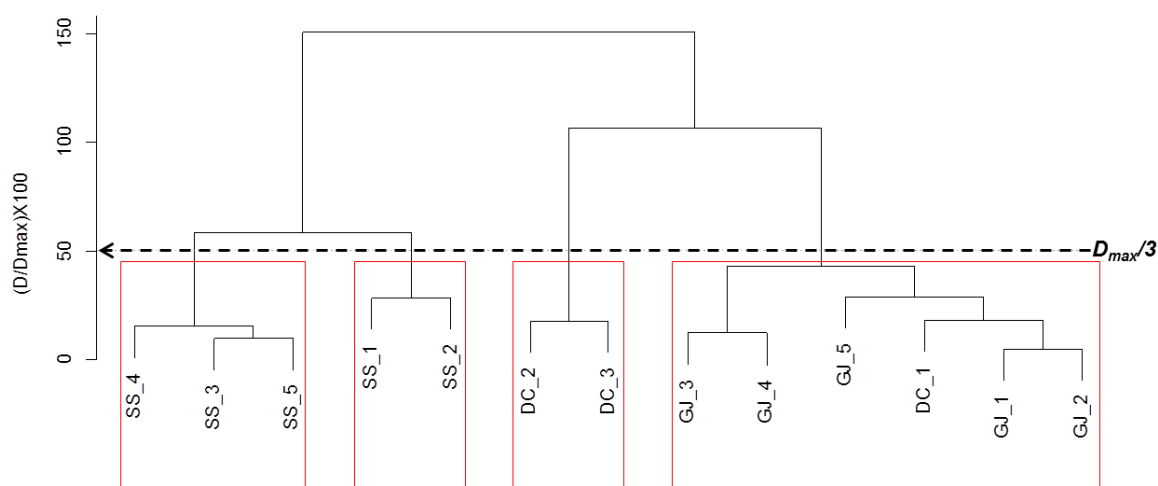 (D/Dmax)X100
150
100
50
0
Dmax/3
SS_4
SS_3
SS_5
SS_1
SS_2
DC_2
DC_3
GJ_3
GJ_4
GJ_5
DC_1
GJ_1
GJ_2